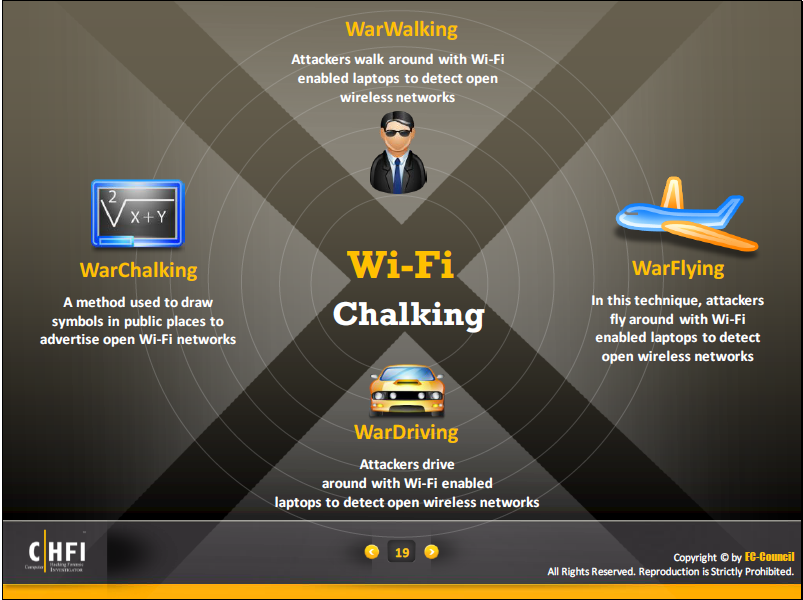 WarWalking
Attackers walk around with Wi-Fi
enabled laptops to detect open
wireless networks
2
√X+Y
WarChalking
A method used to draw
symbols in public places to
advertise open Wi-Fi networks
Wi-Fi
Chalking
WarFlying
In this technique, attackers
fly around with Wi-Fi
enabled laptops to detect
open wireless networks
WarDriving
Attackers drive
around with Wi-Fi enabled
laptops to detect open wireless networks
CHFI
Computer
Hacking Forensic
INVESTIGATOR
19
Copyright © by EC-Council
All Rights Reserved. Reproduction is Strictly Prohibited.